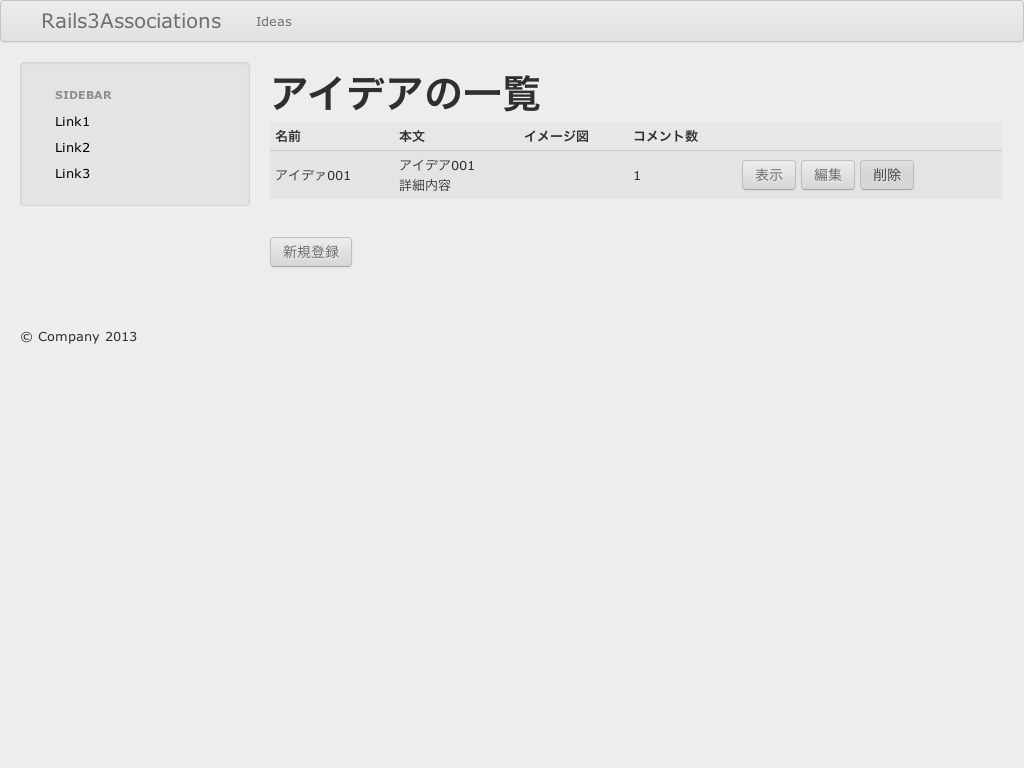 Rails3Associations Ideas
SIDEBAR
Link1
Link2
Link3
アイデアの一覧
名前 本文 イメージ図 コメント数
アイデァ001 アイデア001 詳細内容 1 表示 編集 削除
新規登録
© Company 2013